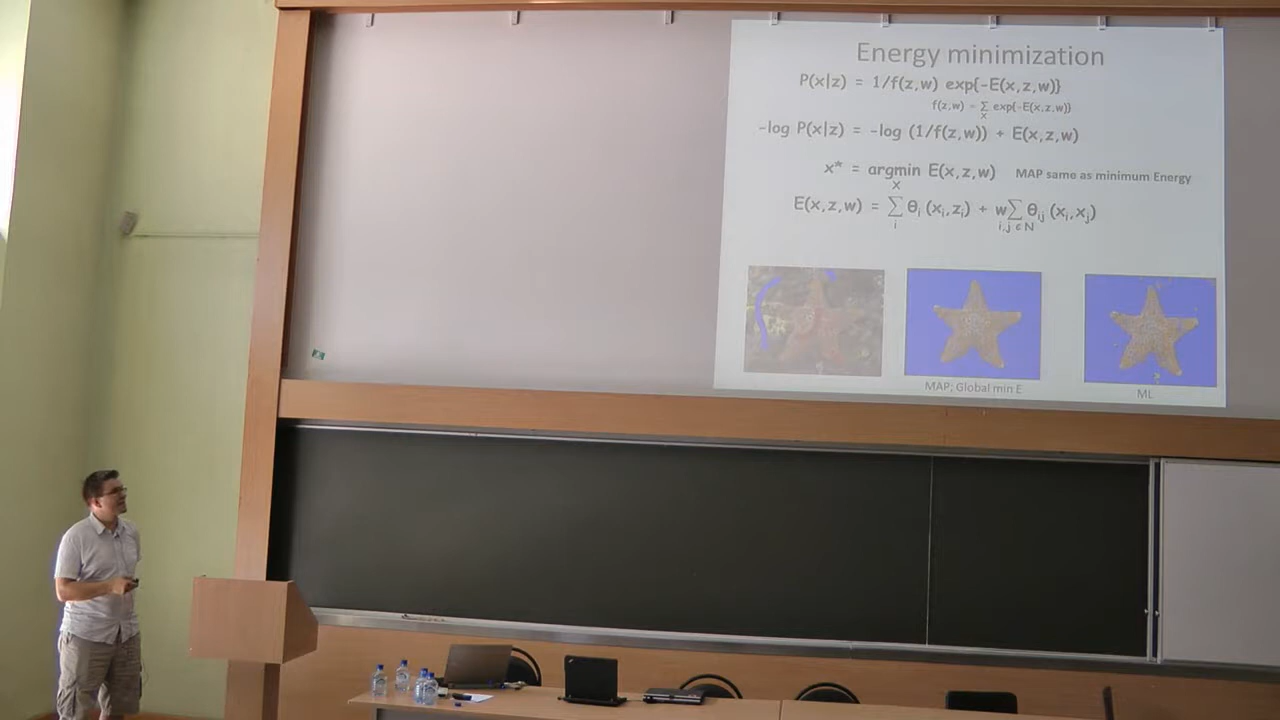 Energy minimization
P(x|z) = 1/f(z,w) exp{-E(x,z,w)}
f(z,w) = ∑ exp{-E(x,z,w)}
x
-log P(x|z) = -log (1/f(z,w)) + E(x,z,w)
x* = argmin E(x,z,w) MAP same as minimum Energy
x
E(x,z,w) = ∑ θi (xi,zi) + w∑ θij (xi,xj)
i i,j ∈ N
MAP; Global min E
ML